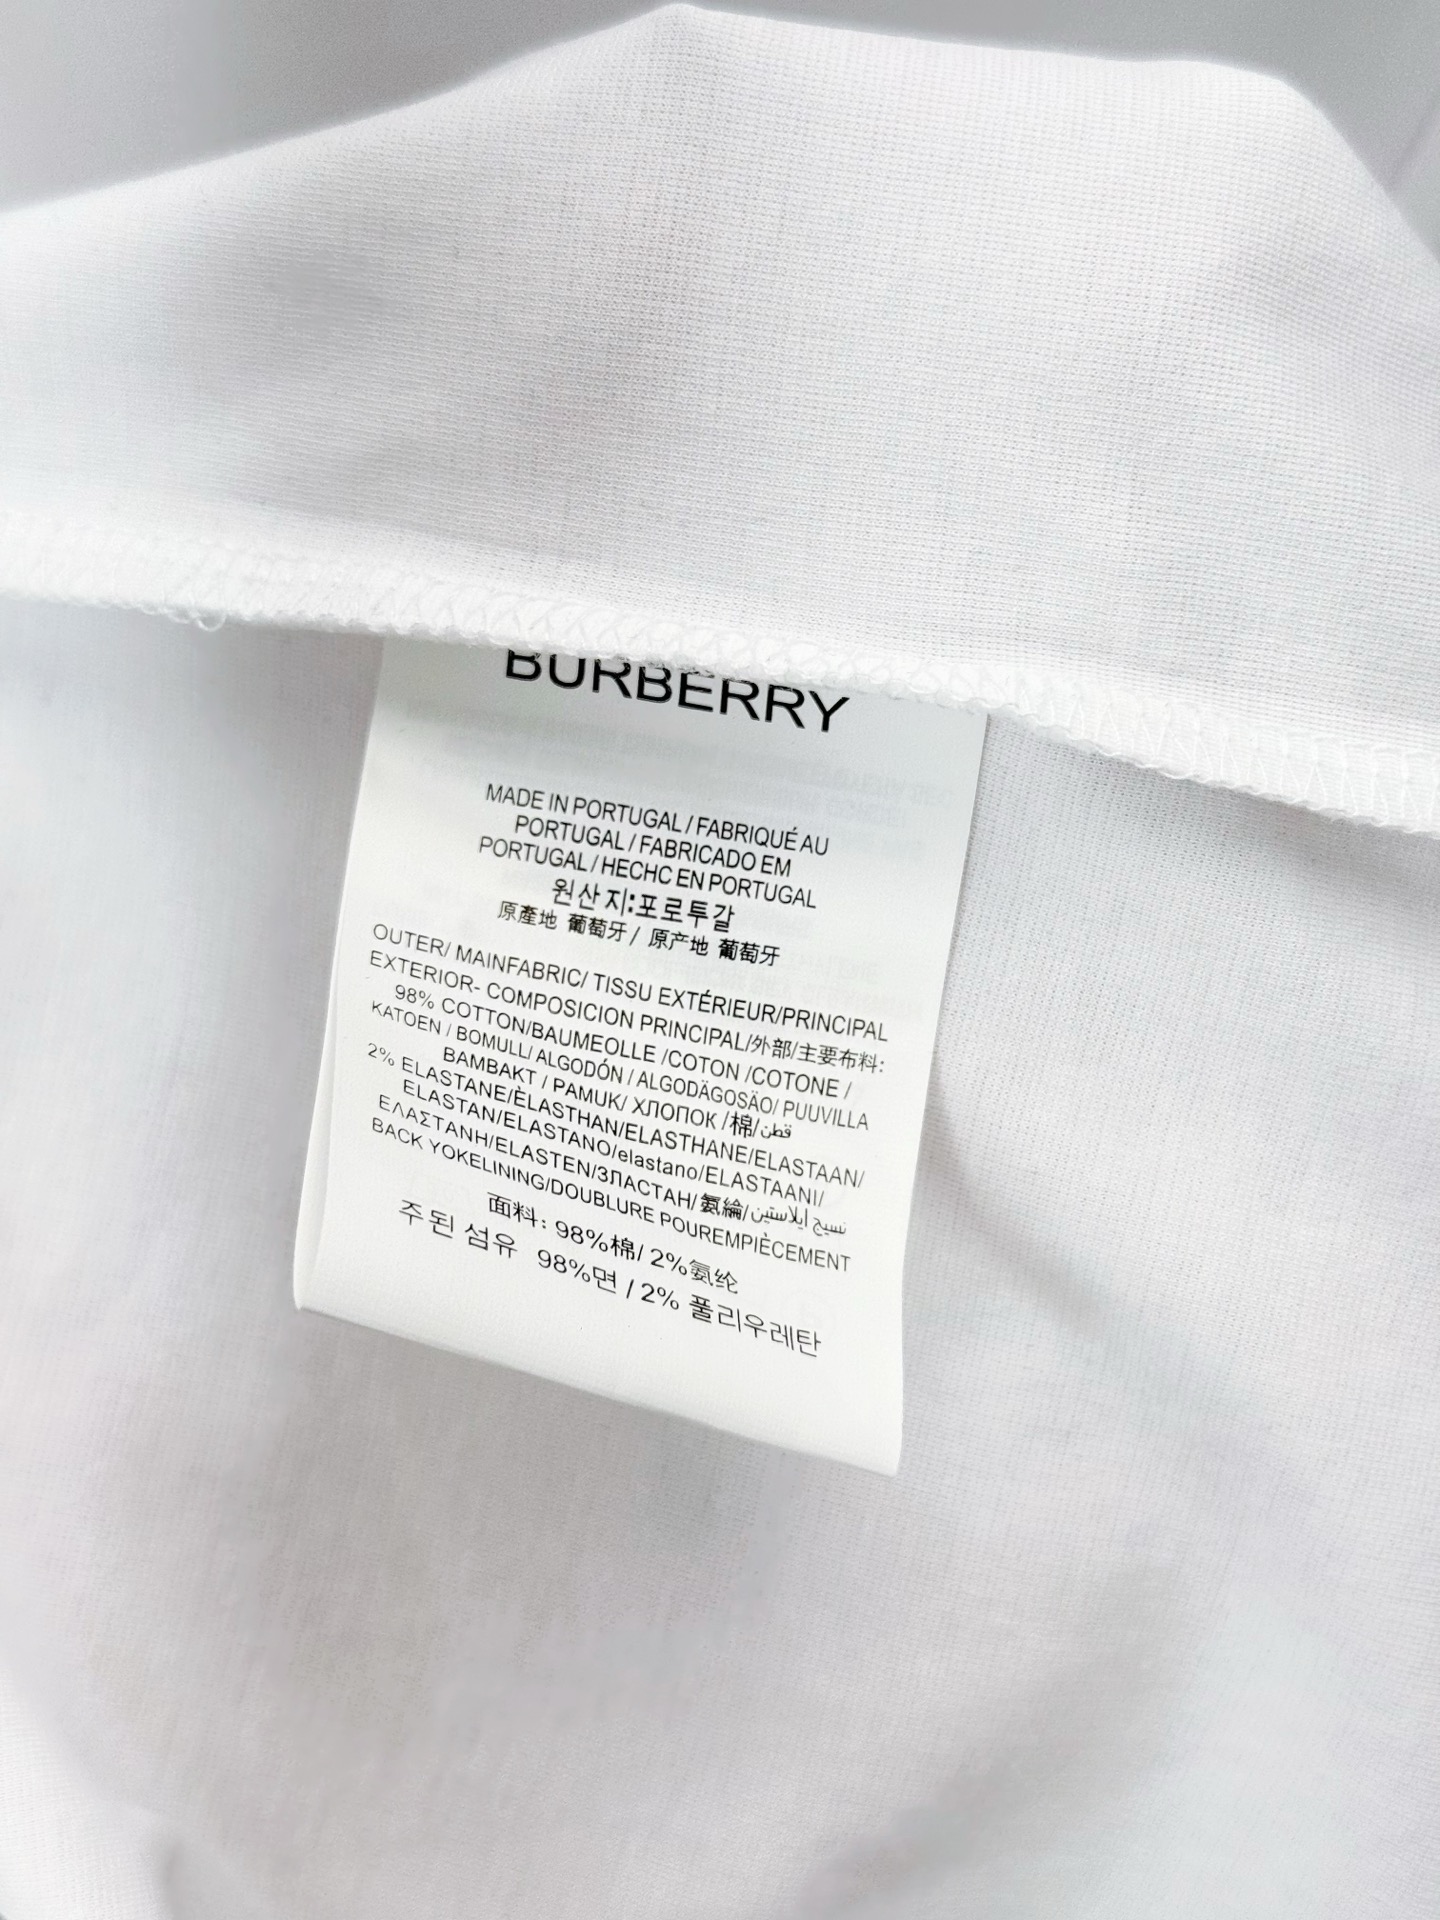 BURBERRY
MADE IN PORTUGAL / FABRIQUÉ AU
PORTUGAL / FABRICADO EM
PORTUGAL / HECHC EN PORTUGAL
원산지:포로투갈
原產地 葡萄牙 / 原产地 葡萄牙
OUTER/ MAINFABRIC/ TISSU EXTÉRIEUR/PRINCIPAL
EXTERIOR- COMPOSICION PRINCIPAL/外部/主要布料:
98% COTTON/BAUMEOLLE /COTON /COTONE /
KATOEN / BOMULL/ ALGODÓN / ALGODÄGOSÄO/ PUUVILLA
BAMBAKT / PAMUK/ ХЛОПОК /棉/قطن
2% ELASTANE/ÈLASTHAN/ELASTHANE/ELASTAAN/
ELASTAN/ELASTANO/elastano/ELASTAANI/
ΕΛΑΣΤΑΝΗ/ELASTEN/ЗПАСТАН/氨綸/نسيج إيلاستين
BACK YOKELINING/DOUBLURE POUREMPIÈCEMENT
面料: 98%棉/ 2%氨纶
주된 섬유 98%면 / 2% 폴리우레탄